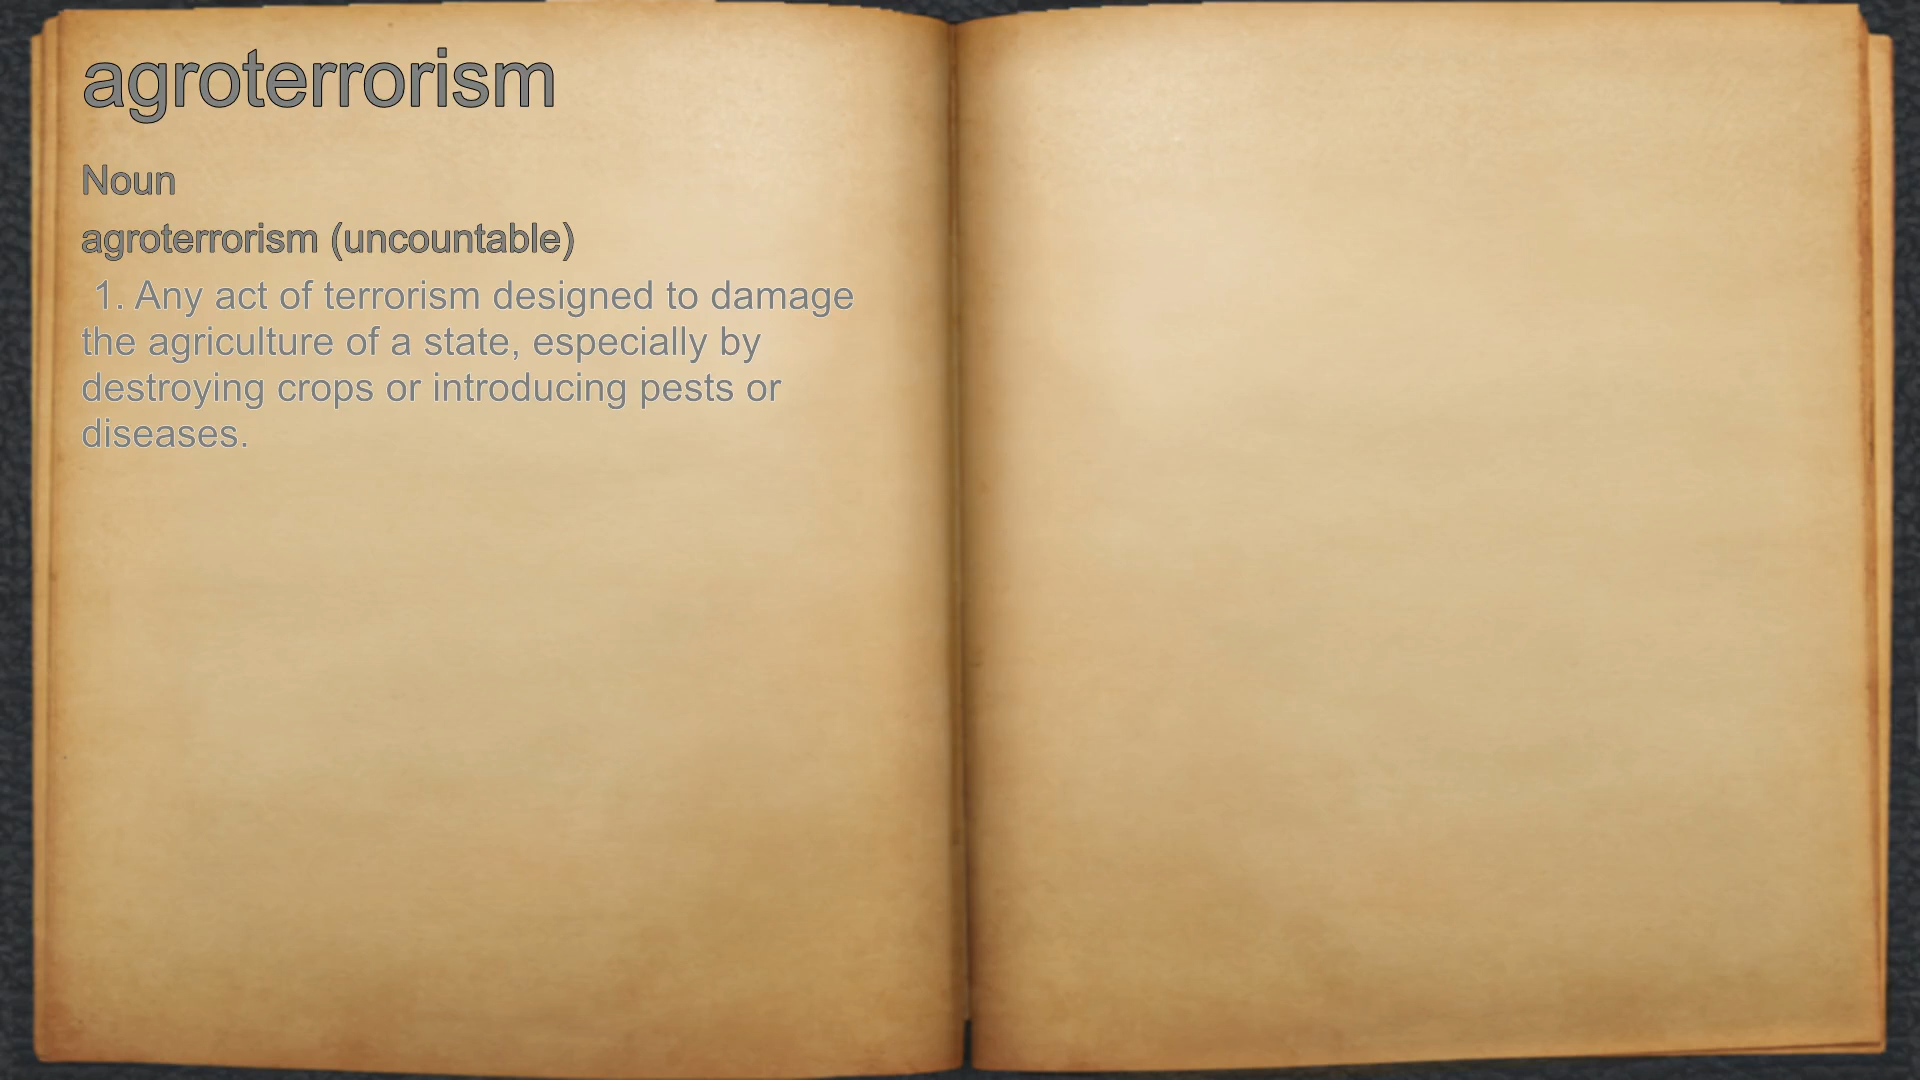 agroterrorism
Noun
agroterrorism (uncountable)
1. Any act of terrorism designed to damage
the agriculture of a state, especially by
destroying crops or introducing pests or
diseases.